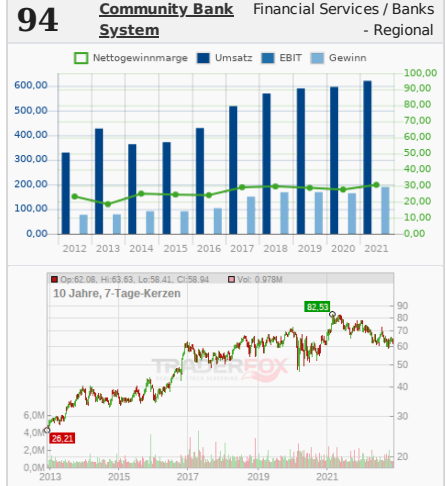 94
Community Bank
System
Financial Services / Banks
- Regional
Nettogewinnmarge Umsatz EBIT Gewinn
600,00 500,00 400,00 300,00 200,00 100,00 0,00
100,00 90,00 80,00 70,00 60,00 50,00 40,00 30,00 20,00 10,00 0,00
2012 2013 2014 2015 2016 2017 2018 2019 2020 2021
Op:62.08, Hi:63.63, Lo:58.41, Cl:58.94 Vol: 0.978M
10 Jahre, 7-Tage-Kerzen
82,53
90
80
70
60
50
40
30
20
TRADERFOX
6,0M
4,0M
2,0M
0,0M
26,21
2013 2015 2017 2019 2021